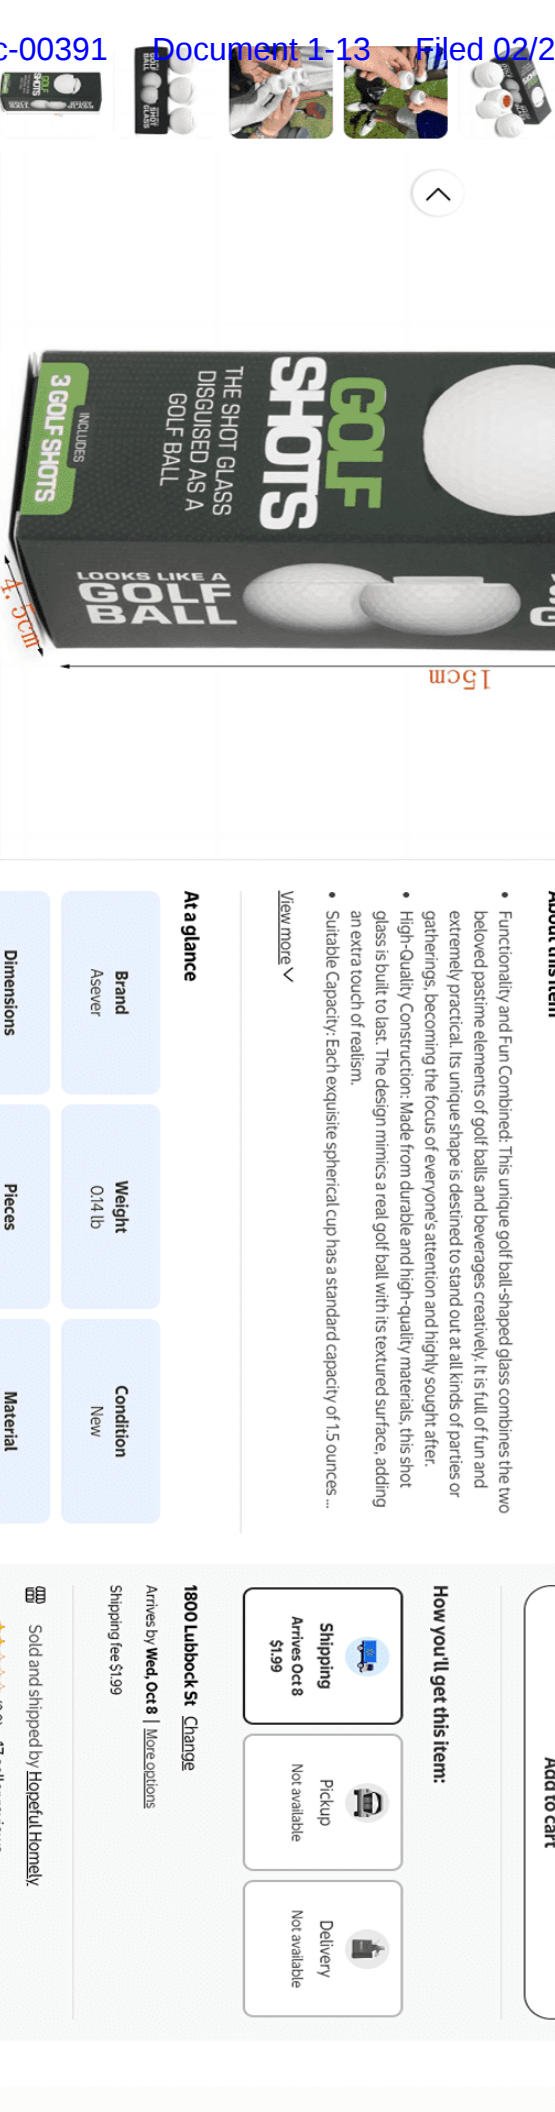 c-00391 Document 1-13 Filed 02/2
GOLF
SHOTS
THE SHOT GLASS
DISGUISED AS A
GOLF BALL
INCLUDES
3 GOLF SHOTS
LOOKS LIKE A
GOLF
BALL
15cm
4.5cm
About this item
• Functionality and Fun Combined: This unique golf ball-shaped glass combines the two
beloved pastime elements of golf balls and beverages creatively. It is full of fun and
extremely practical. Its unique shape is destined to stand out at all kinds of parties or
gatherings, becoming the focus of everyone's attention and highly sought after.
• High-Quality Construction: Made from durable and high-quality materials, this shot
glass is built to last. The design mimics a real golf ball with its textured surface, adding
an extra touch of realism.
• Suitable Capacity: Each exquisite spherical cup has a standard capacity of 1.5 ounces ...
View more
At a glance
Brand
Asever
Weight
0.14 lb
Condition
New
Dimensions
Pieces
Material
Add to cart
How you'll get this item:
Shipping
Arrives Oct 8
$1.99
Pickup
Not available
Delivery
Not available
1800 Lubbock St Change
Arrives by Wed, Oct 8 | More options
Shipping fee $1.99
Sold and shipped by Hopeful Homely